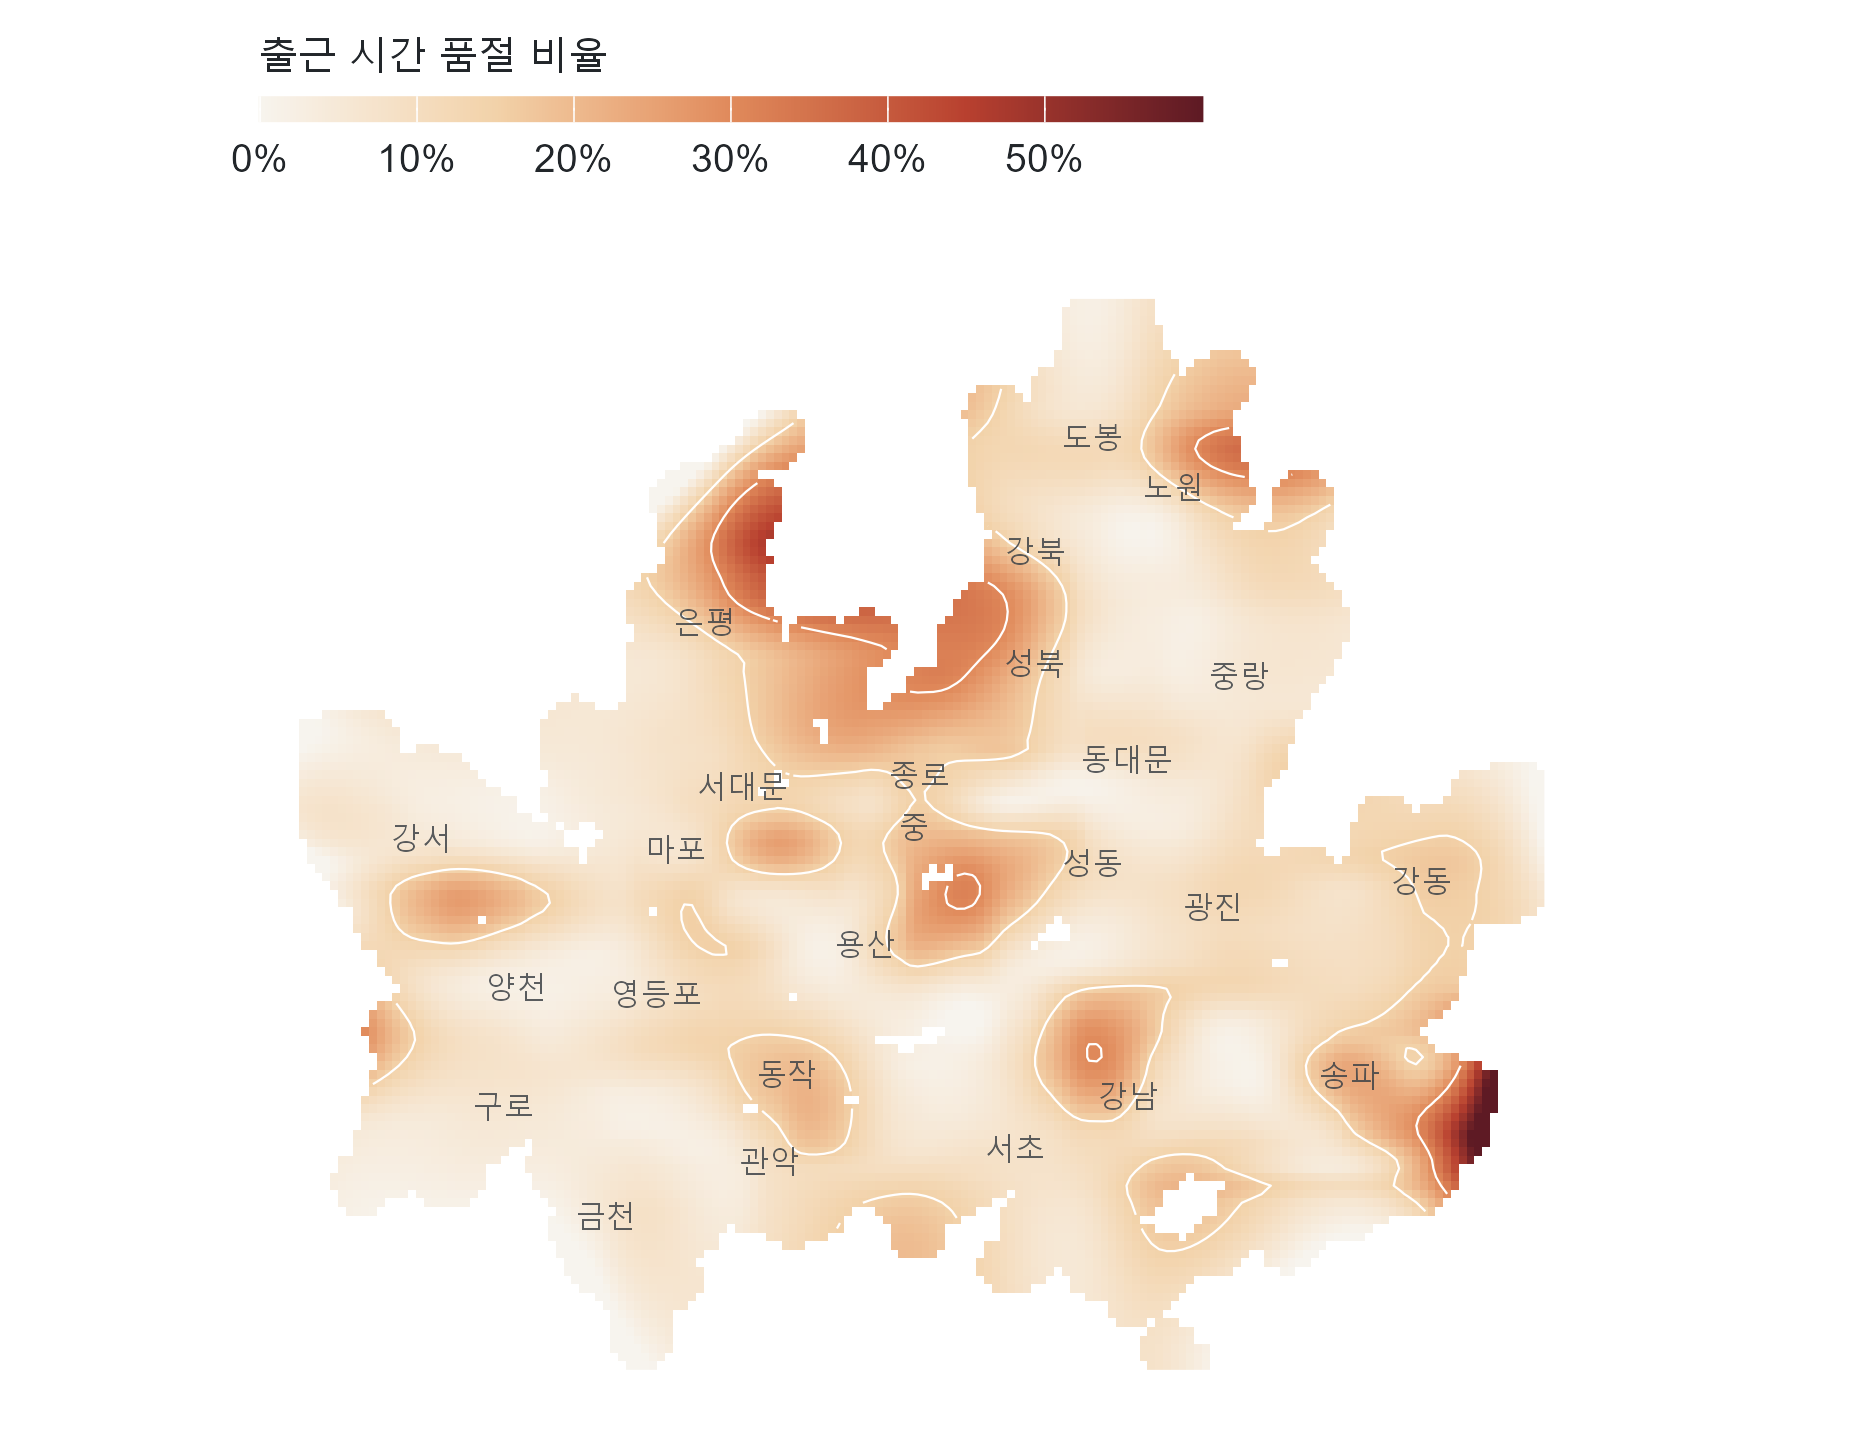 출근 시간 품절 비율
0% 10% 20% 30% 40% 50%
도봉
노원
강북
은평
성북
중랑
동대문
종로
서대문
중
강서
마포
성동
강동
광진
용산
양천
영등포
동작
송파
강남
구로
서초
관악
금천